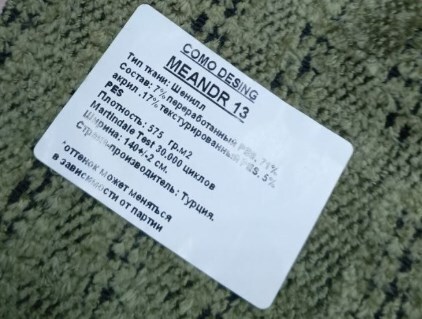 COMO DESING
MEANDR 13
Тип ткани: Шенилл
Состав: 7% переработанный PES. 71%
акрил .17% текстурированный PES. 5%
PES
Плотность: 575 гр.м2
Martindale Test 30.000 циклов
Ширина: 140+/-2 см.
Страна-производитель: Турция.
*оттенок может меняться
в зависимости от партии